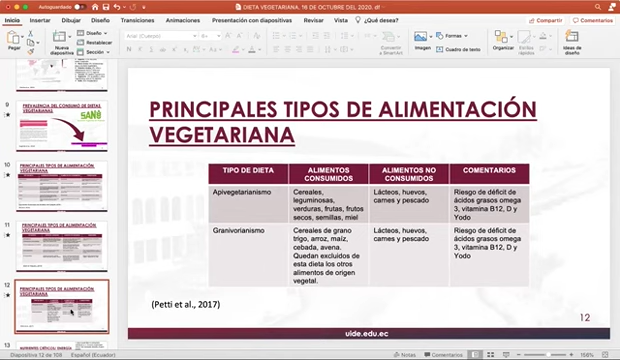 Autoguardado
DIETA VEGETARIANA. 16 DE OCTUBRE DEL 2020. df
Inicio Insertar Dibujar Diseño Transiciones Animaciones Presentación con diapositivas Revisar Vista ¿Qué desea? Compartir Comentarios
Pegar
Nueva diapositiva
Diseño
Restablecer
Sección
Convertir a SmartArt
Imagen
Formas
Cuadro de texto
Organizar
Estilos rápidos
Ideas de diseño
9
PREVALENCIA DEL CONSUMO DE DIETAS VEGETARIANAS
10
PRINCIPALES TIPOS DE ALIMENTACIÓN VEGETARIANA
11
PRINCIPALES TIPOS DE ALIMENTACIÓN VEGETARIANA
12
PRINCIPALES TIPOS DE ALIMENTACIÓN VEGETARIANA
13
PRINCIPALES TIPOS DE ALIMENTACIÓN
VEGETARIANA
TIPO DE DIETA
ALIMENTOS
CONSUMIDOS
ALIMENTOS NO
CONSUMIDOS
COMENTARIOS
Apivegetarianismo
Cereales,
leguminosas,
verduras, frutas, frutos
secos, semillas, miel
Lácteos, huevos,
carnes y pescado
Riesgo de déficit de
ácidos grasos omega
3, vitamina B12, D y
Yodo
Granivorianismo
Cereales de grano
trigo, arroz, maíz,
cebada, avena.
Quedan excluidos de
esta dieta los otros
alimentos de origen
vegetal.
Lácteos, huevos,
carnes y pescado
Riesgo de déficit de
ácidos grasos omega
3, vitamina B12, D y
Yodo
(Petti et al., 2017)
12
uide.edu.ec
Diapositiva 12 de 109 Español (Ecuador) Notas Comentarios 158%